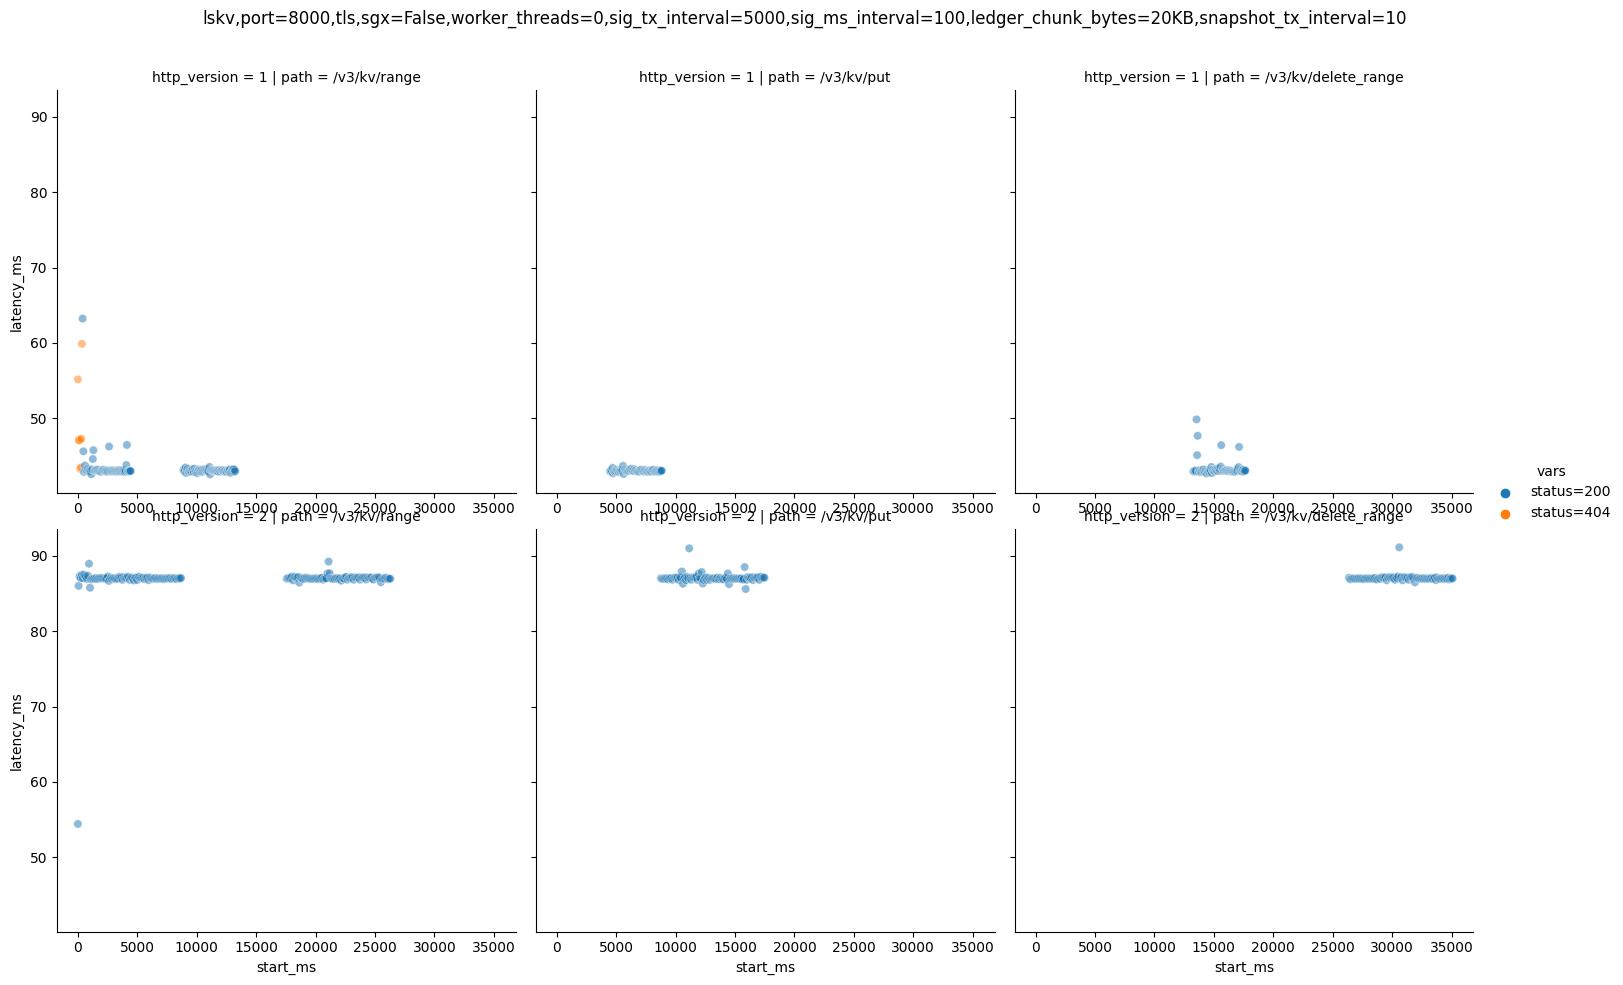 lskv,port=8000,tls,sgx=False,worker_threads=0,sig_tx_interval=5000,sig_ms_interval=100,ledger_chunk_bytes=20KB,snapshot_tx_interval=10
http_version = 1 | path = /v3/kv/range
http_version = 1 | path = /v3/kv/put
http_version = 1 | path = /v3/kv/delete_range
90
80
70
60
50
latency_ms
0 5000 10000 15000 20000 25000 30000 35000
0 5000 10000 15000 20000 25000 30000 35000
0 5000 10000 15000 20000 25000 30000 35000
http_version = 2 | path = /v3/kv/range
http_version = 2 | path = /v3/kv/put
http_version = 2 | path = /v3/kv/delete_range
90
80
70
60
50
latency_ms
0 5000 10000 15000 20000 25000 30000 35000
0 5000 10000 15000 20000 25000 30000 35000
0 5000 10000 15000 20000 25000 30000 35000
start_ms
start_ms
start_ms
vars
status=200
status=404